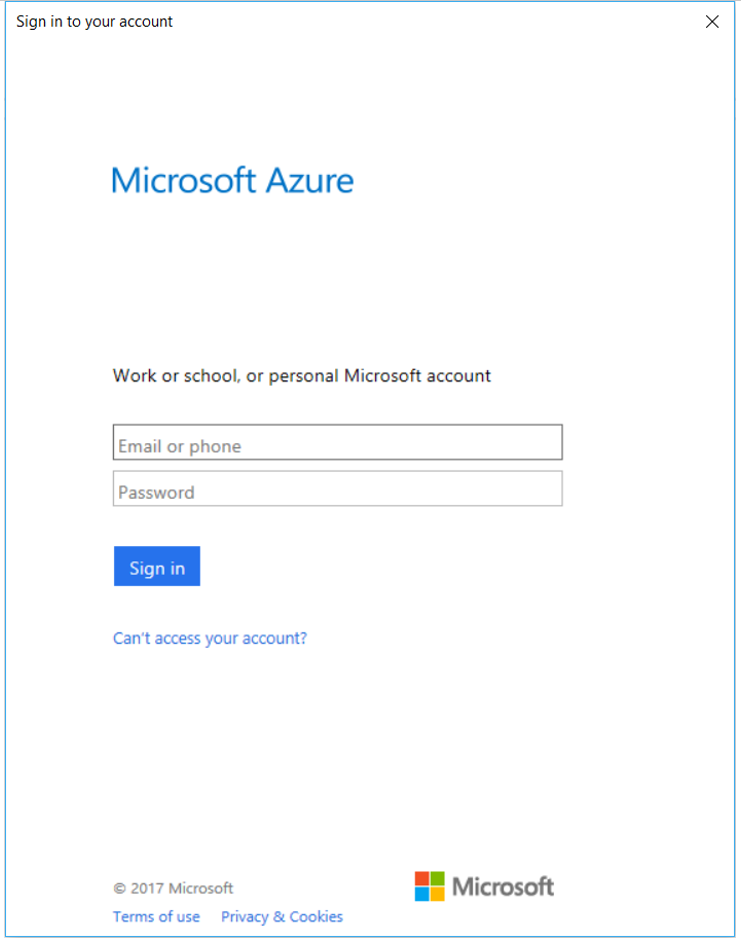 Sign in to your account
Microsoft Azure
Work or school, or personal Microsoft account
Email or phone
Password
Sign in
Can't access your account?
© 2017 Microsoft
Microsoft
Terms of use Privacy & Cookies